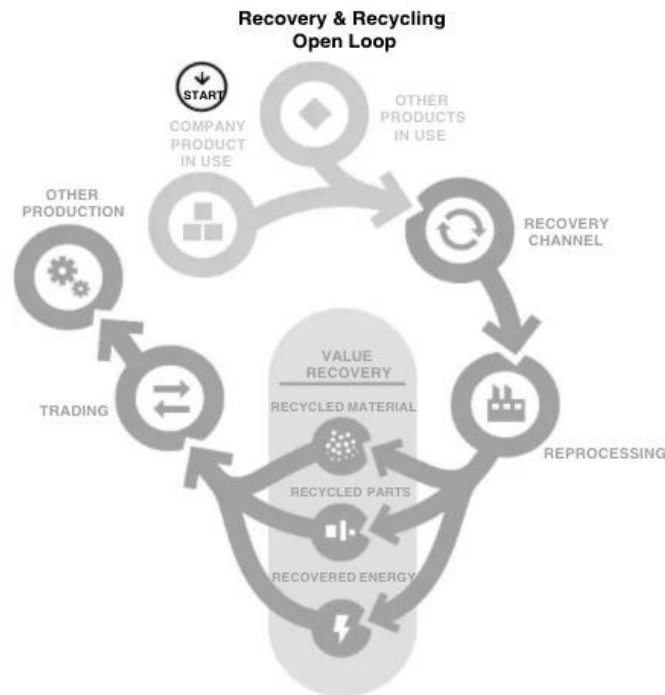 Recovery & Recycling
Open Loop
START
COMPANY
PRODUCT
IN USE
OTHER
PRODUCTS
IN USE
OTHER
PRODUCTION
RECOVERY
CHANNEL
VALUE
RECOVERY
TRADING
RECYCLED MATERIAL
REPROCESSING
RECYCLED PARTS
RECOVERED ENERGY